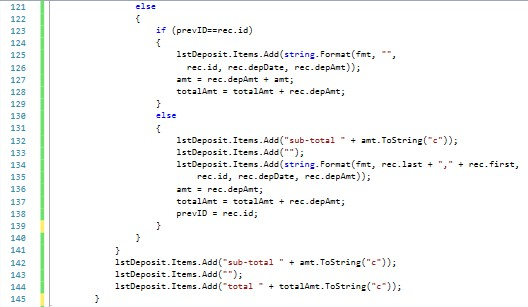 121 else
122 {
123 if (prevID==rec.id)
124 {
125 lstDeposit.Items.Add(string.Format(fmt, "",
126 rec.id, rec.depDate, rec.depAmt));
127 amt = rec.depAmt + amt;
128 totalAmt = totalAmt + rec.depAmt;
129 }
130 else
131 {
132 lstDeposit.Items.Add("sub-total " + amt.ToString("c"));
133 lstDeposit.Items.Add("");
134 lstDeposit.Items.Add(string.Format(fmt, rec.last + "," + rec.first,
135 rec.id, rec.depDate, rec.depAmt));
136 amt = rec.depAmt;
137 totalAmt = totalAmt + rec.depAmt;
138 prevID = rec.id;
139 }
140 }
141 }
142 lstDeposit.Items.Add("sub-total " + amt.ToString("c"));
143 lstDeposit.Items.Add("");
144 lstDeposit.Items.Add("total " + totalAmt.ToString("c"));
145 }